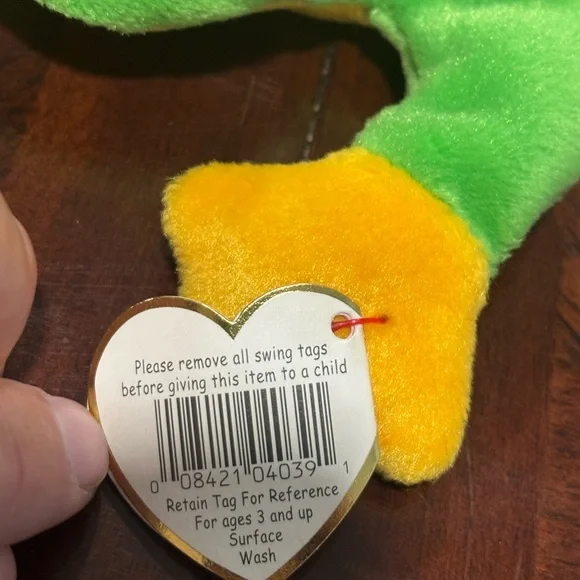 Please remove all swing tags
before giving this item to a child
0 08421 04039 1
Retain Tag For Reference
For ages 3 and up
Surface
Wash